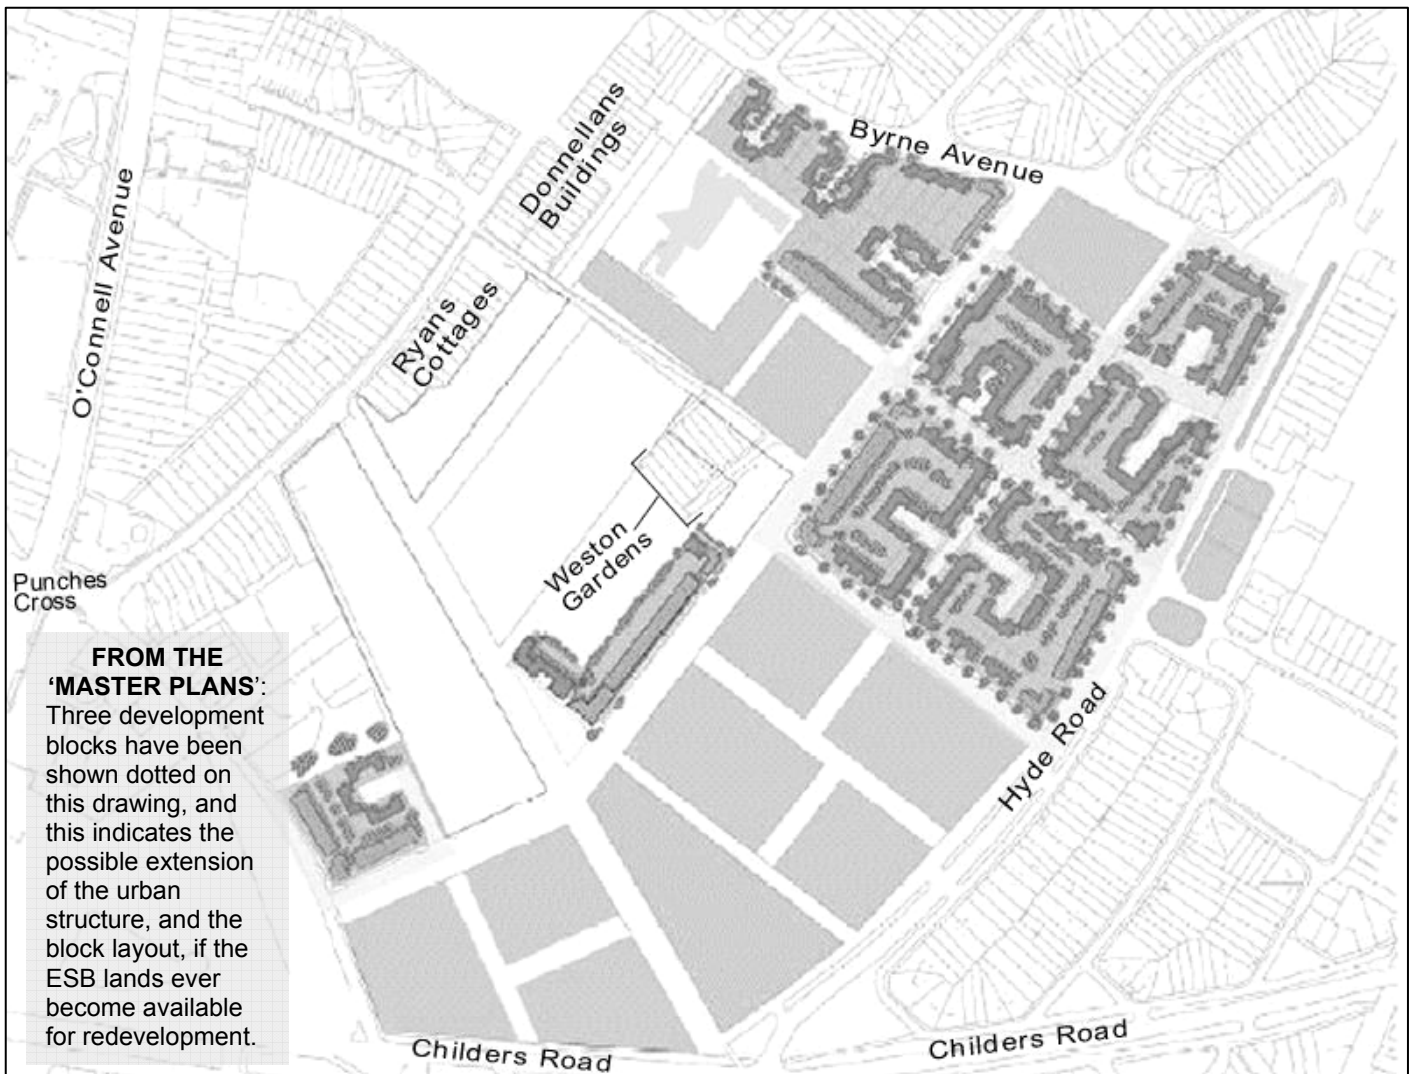 Donnellans
Buildings
Byrne Avenue
O'Connell Avenue
Ryans
Cottages
Weston
Gardens
Punches
Cross
Hyde Road
FROM THE
‘MASTER PLANS’:
Three development
blocks have been
shown dotted on
this drawing, and
this indicates the
possible extension
of the urban
structure, and the
block layout, if the
ESB lands ever
become available
for redevelopment.
Childers Road
Childers Road